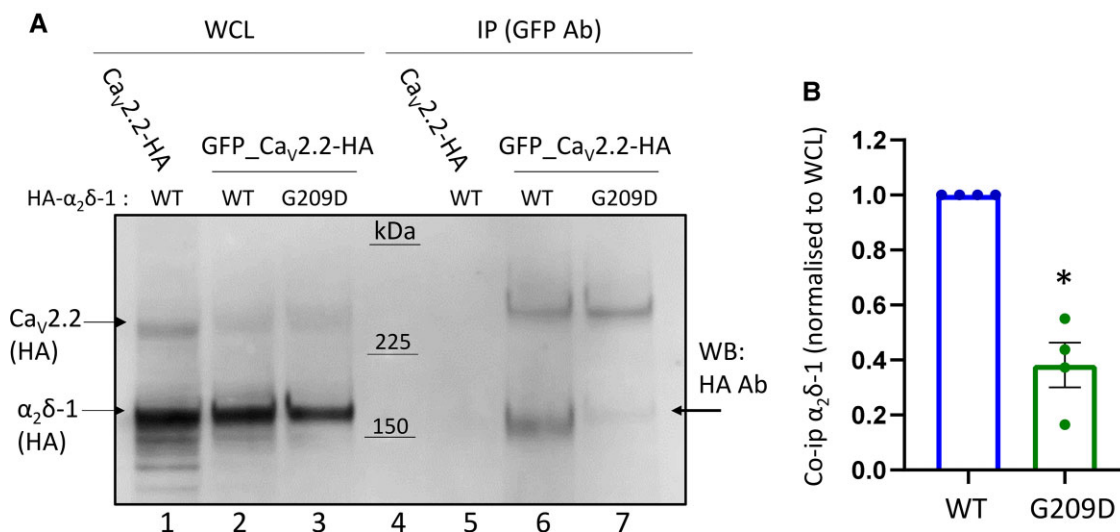 A
WCL
IP (GFP Ab)
CaV2.2-HA
GFP_CaV2.2-HA
CaV2.2-HA
GFP_CaV2.2-HA
HA-α2δ-1 : WT WT G209D WT WT G209D
kDa
CaV2.2
(HA)
225
α2δ-1
(HA)
150
WB:
HA Ab
1 2 3 4 5 6 7
B
Co-ip α2δ-1 (normalised to WCL)
1.2
1.0
0.8
0.6
0.4
0.2
0.0
*
WT G209D